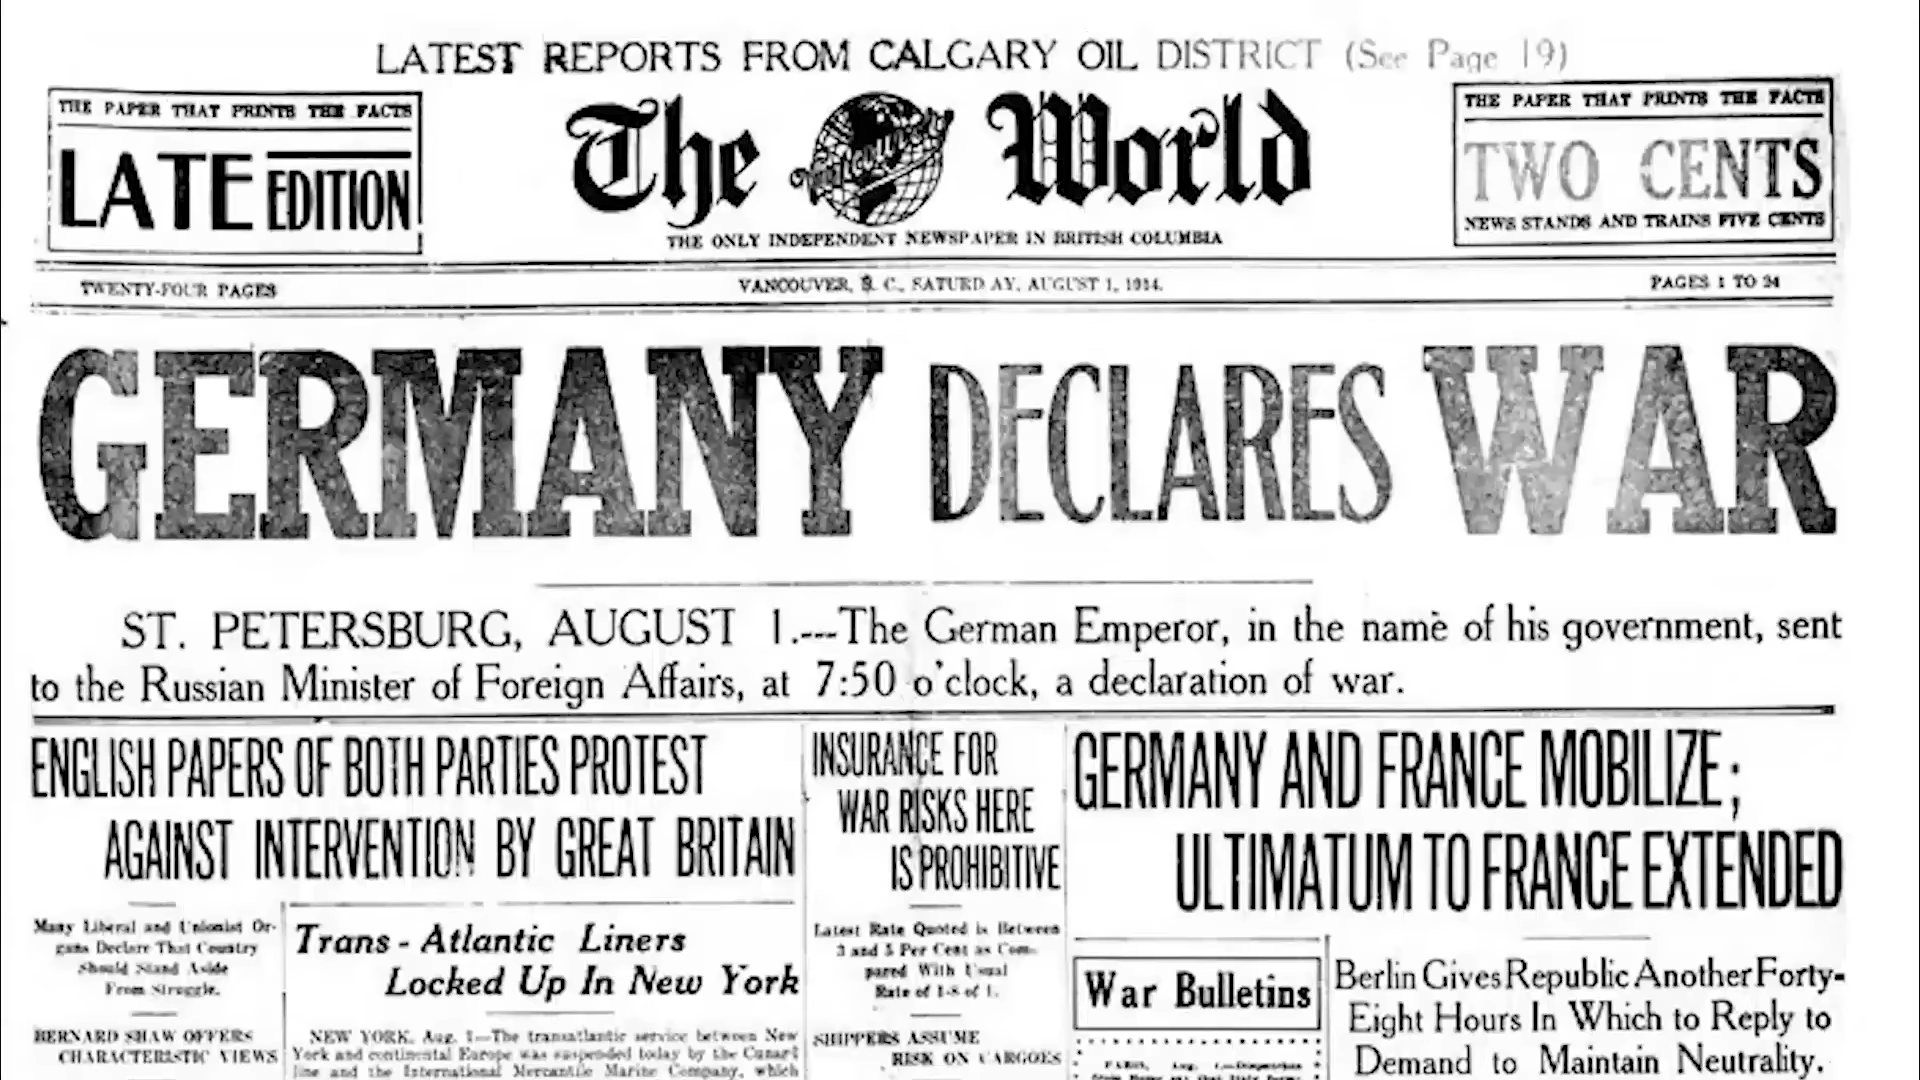 LATEST REPORTS FROM CALGARY OIL DISTRICT (See Page 19)
THE PAPER THAT PRINTS THE FACTS
LATE EDITION
The World
THE ONLY INDEPENDENT NEWSPAPER IN BRITISH COLUMBIA
THE PAPER THAT PRINTS THE FACTS
TWO CENTS
NEWS STANDS AND TRAINS FIVE CENTS
TWENTY-FOUR PAGES
VANCOUVER, B. C., SATURDAY, AUGUST 1, 1914.
PAGES 1 TO 24
GERMANY DECLARES WAR
ST. PETERSBURG, AUGUST 1.---The German Emperor, in the name of his government, sent
to the Russian Minister of Foreign Affairs, at 7:50 o'clock, a declaration of war.
ENGLISH PAPERS OF BOTH PARTIES PROTEST
AGAINST INTERVENTION BY GREAT BRITAIN
Many Liberal and Unionist Or-
gans Declare That Country
Should Stand Aside
From Struggle.
BERNARD SHAW OFFERS
CHARACTERISTIC VIEWS
Trans-Atlantic Liners
Locked Up In New York
NEW YORK, Aug. 1—The transatlantic service between New
York and continental Europe was suspended today by the Cunard
line and the International Mercantile Marine Company, which
INSURANCE FOR
WAR RISKS HERE
IS PROHIBITIVE
Latest Rate Quoted is Between
3 and 5 Per Cent as Com-
pared With Usual
Rate of 1-8 of 1.
SHIPPERS ASSUME
RISK ON CARGOES
GERMANY AND FRANCE MOBILIZE;
ULTIMATUM TO FRANCE EXTENDED
War Bulletins
PARIS, Aug. 1.—Dispatches
Berlin Gives Republic Another Forty-
Eight Hours In Which to Reply to
Demand to Maintain Neutrality.